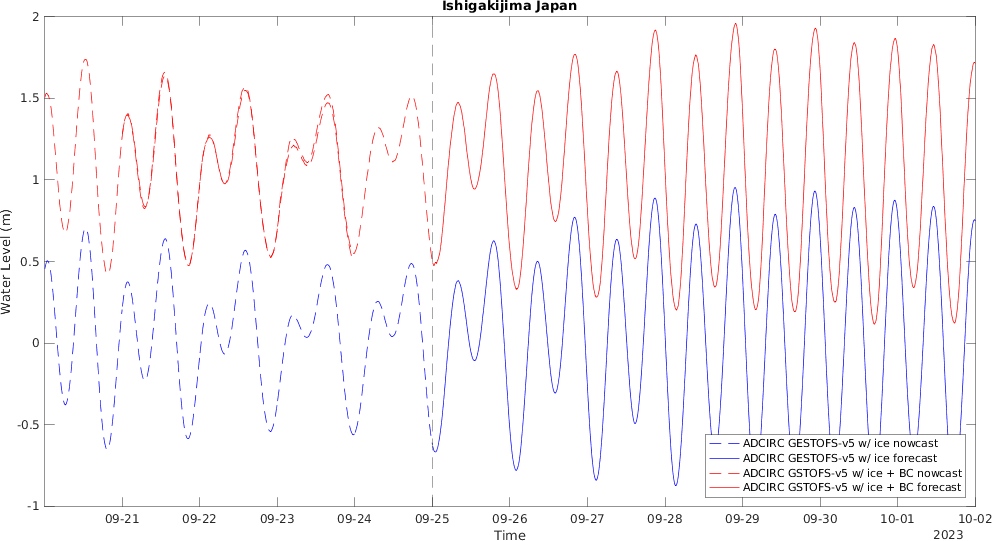 Ishigakijima Japan
2
1.5
1
0.5
0
-0.5
-1
Water Level (m)
ADCIRC GESTOFS-v5 w/ ice nowcast
ADCIRC GESTOFS-v5 w/ ice forecast
ADCIRC GSTOFS-v5 w/ ice + BC nowcast
ADCIRC GSTOFS-v5 w/ ice + BC forecast
09-21 09-22 09-23 09-24 09-25 09-26 09-27 09-28 09-29 09-30 10-01 10-02
Time
2023